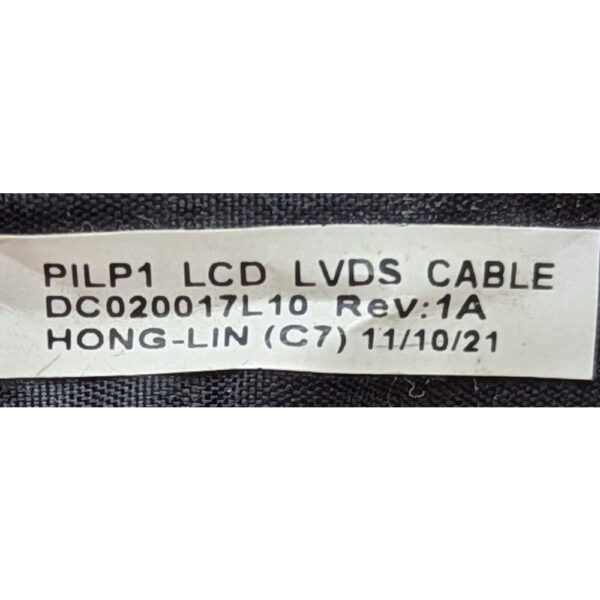 PILP1 LCD LVDS CABLE
DC020017L10 Rev:1A
HONG-LIN (C7) 11/10/21